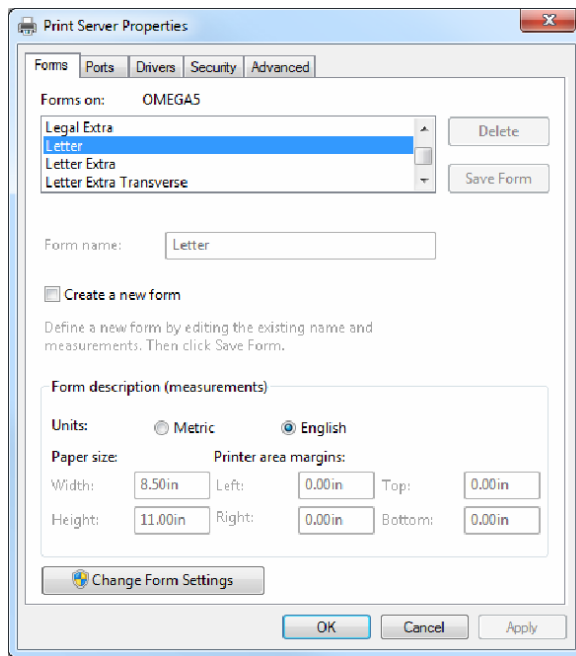 Print Server Properties
Forms Ports Drivers Security Advanced
Forms on: OMEGA5
Legal Extra
Letter
Letter Extra
Letter Extra Transverse
Delete
Save Form
Form name: Letter
Create a new form
Define a new form by editing the existing name and
measurements. Then click Save Form.
Form description (measurements)
Units: Metric English
Paper size: Printer area margins:
Width: 8.50in Left: 0.00in Top: 0.00in
Height: 11.00in Right: 0.00in Bottom: 0.00in
Change Form Settings
OK Cancel Apply